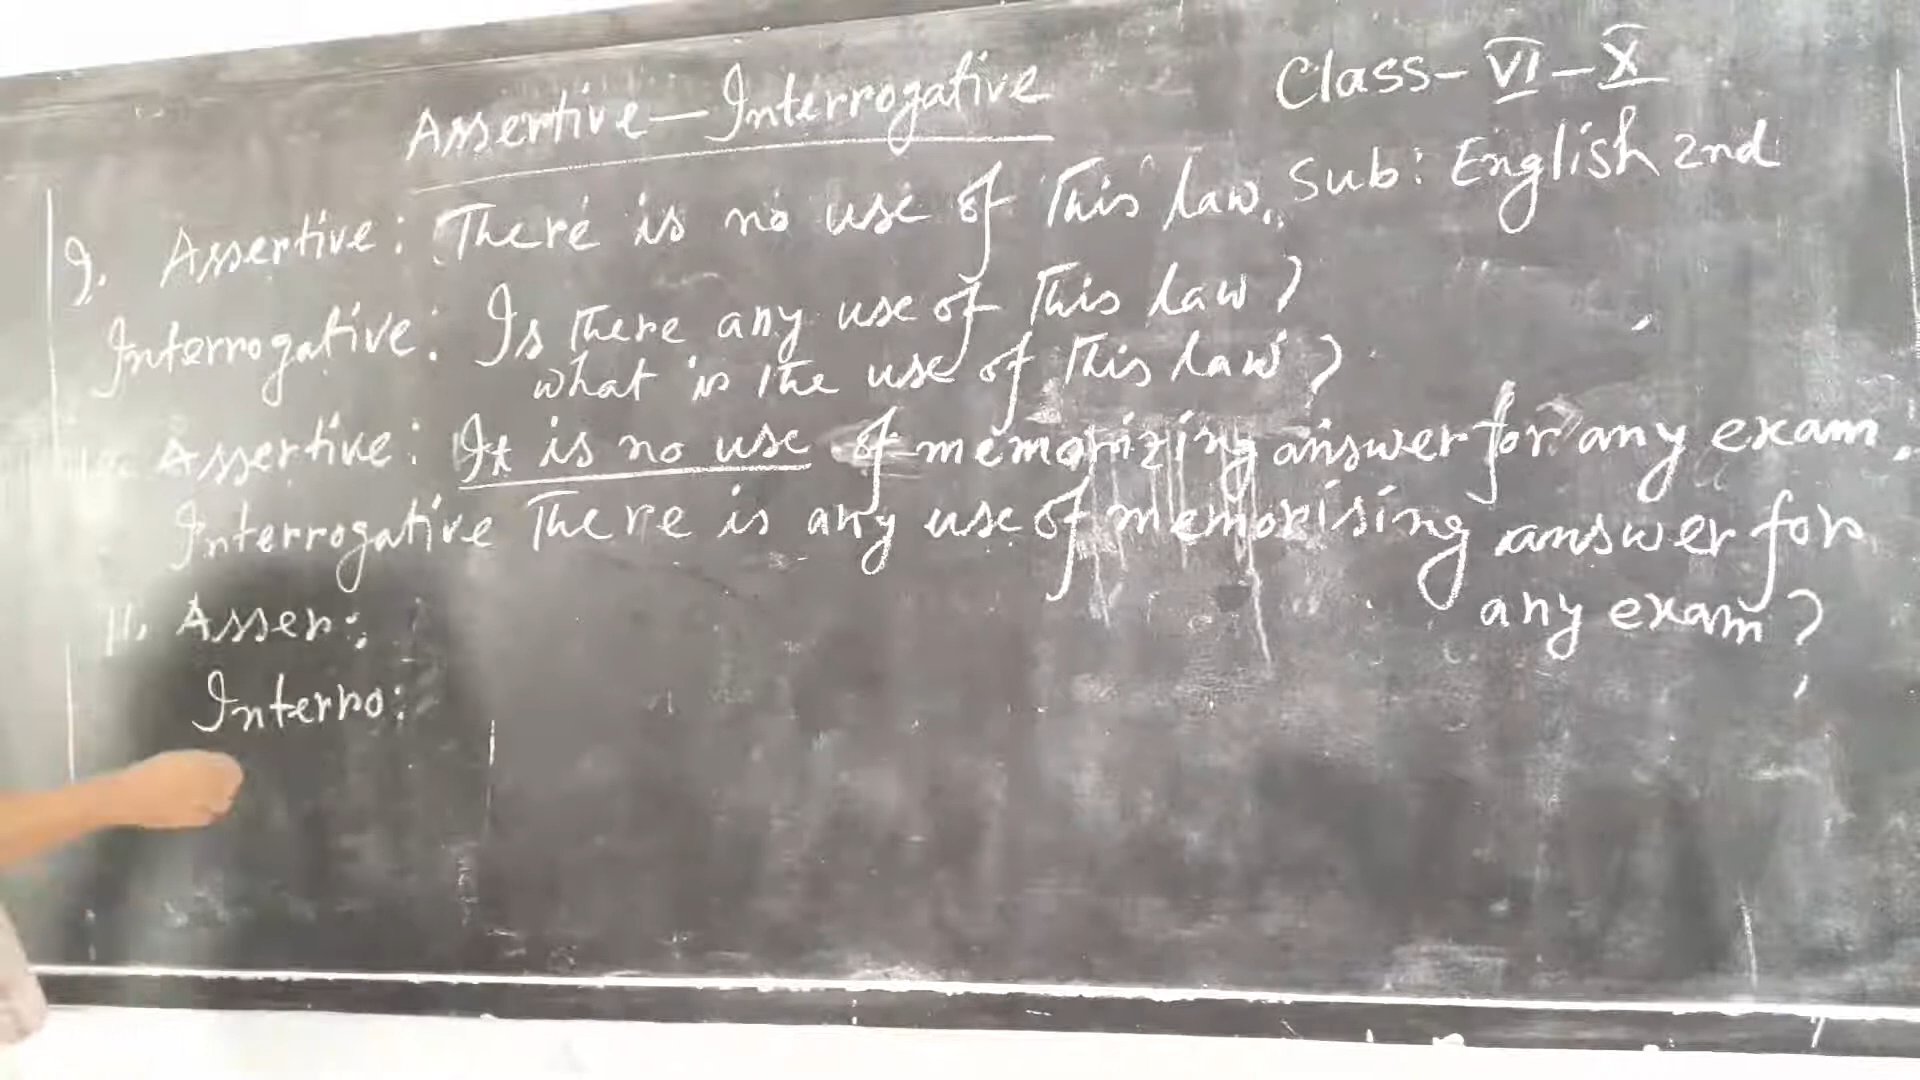 Assertive—Interrogative
Class - VI - X
Sub: English 2nd
9. Assertive: There is no use of This law.
Interrogative: Is There any use of This law?
what is The use of This law?
Assertive: It is no use of memorizing answer for any exam.
Interrogative There is any use of memorising answer for
any exam?
11. Asser:
Interro: